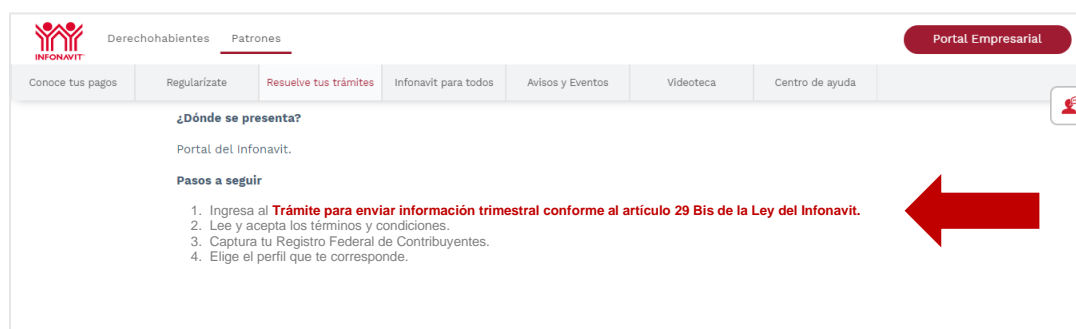 INFONAVIT
Derechohabientes Patrones Portal Empresarial
Conoce tus pagos Regularízate Resuelve tus trámites Infonavit para todos Avisos y Eventos Videoteca Centro de ayuda
¿Dónde se presenta?
Portal del Infonavit.
Pasos a seguir
1. Ingresa al Trámite para enviar información trimestral conforme al artículo 29 Bis de la Ley del Infonavit.
2. Lee y acepta los términos y condiciones.
3. Captura tu Registro Federal de Contribuyentes.
4. Elige el perfil que te corresponde.